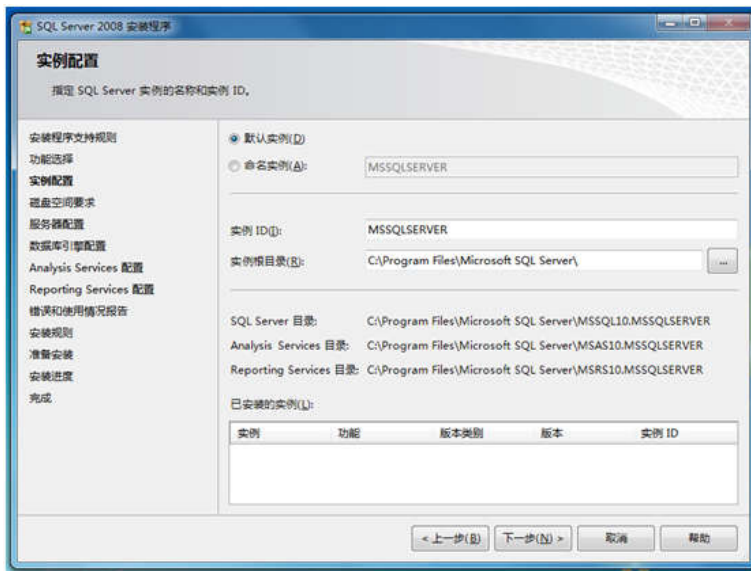 SQL Server 2008 安装程序
实例配置
指定 SQL Server 实例的名称和实例 ID。
安装程序支持规则
功能选择
实例配置
磁盘空间要求
服务器配置
数据库引擎配置
Analysis Services 配置
Reporting Services 配置
错误和使用情况报告
安装规则
准备安装
安装进度
完成
默认实例(D)
命名实例(A): MSSQLSERVER
实例 ID(I): MSSQLSERVER
实例根目录(R): C:\Program Files\Microsoft SQL Server\ ...
SQL Server 目录: C:\Program Files\Microsoft SQL Server\MSSQL10.MSSQLSERVER
Analysis Services 目录: C:\Program Files\Microsoft SQL Server\MSAS10.MSSQLSERVER
Reporting Services 目录: C:\Program Files\Microsoft SQL Server\MSRS10.MSSQLSERVER
已安装的实例(L):
实例 功能 版本类别 版本 实例 ID
< 上一步(B) 下一步(N) > 取消 帮助